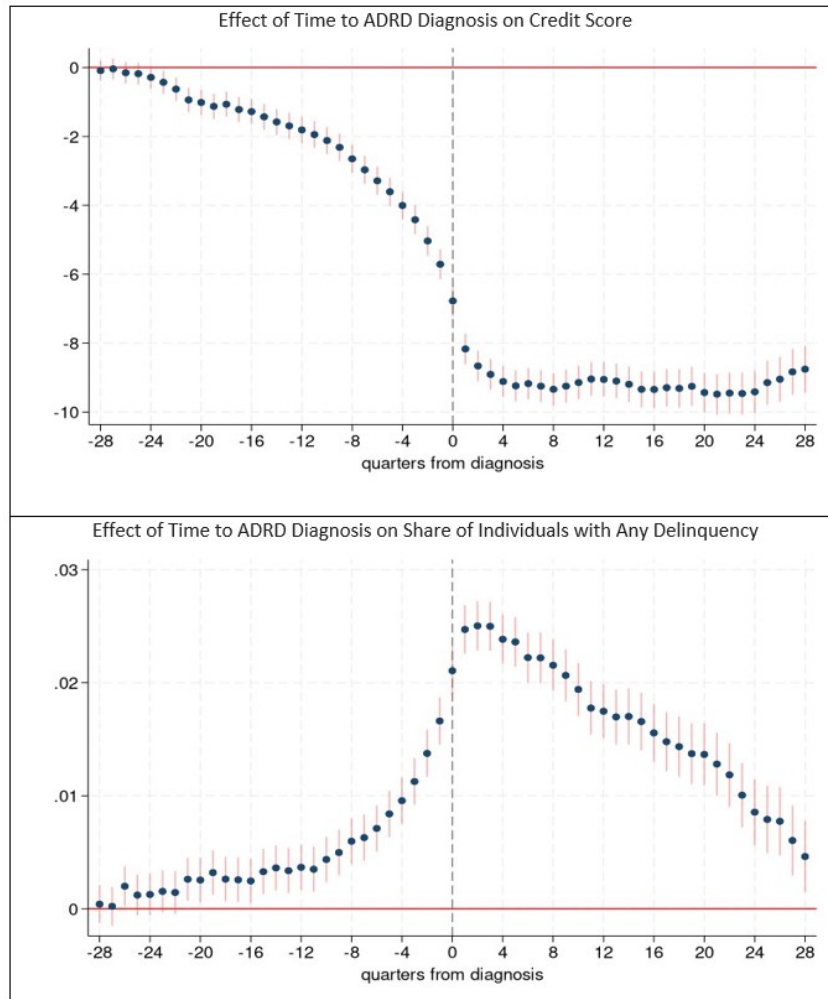 Effect of Time to ADRD Diagnosis on Credit Score
0
-2
-4
-6
-8
-10
-28 -24 -20 -16 -12 -8 -4 0 4 8 12 16 20 24 28
quarters from diagnosis
Effect of Time to ADRD Diagnosis on Share of Individuals with Any Delinquency
.03
.02
.01
0
-28 -24 -20 -16 -12 -8 -4 0 4 8 12 16 20 24 28
quarters from diagnosis